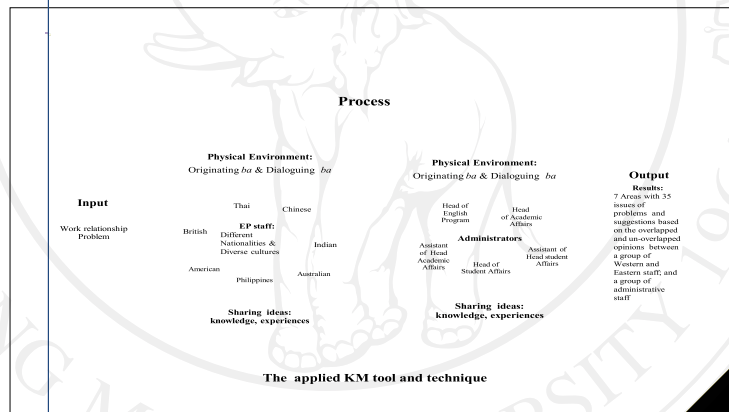 Process
Physical Environment:
Originating ba & Dialoguing ba
Physical Environment:
Originating ba & Dialoguing ba
Input
Work relationship
Problem
Thai
Chinese
British
EP staff:
Different
Nationalities &
Diverse cultures
Indian
American
Philippines
Australian
Sharing ideas:
knowledge, experiences
Head of
English
Program
Head
of Academic
Affairs
Administrators
Assistant
of Head
Academic
Affairs
Head of
Student Affairs
Assistant of
Head student
Affairs
Sharing ideas:
knowledge, experiences
Output
Results:
7 Areas with 35
issues of
problems and
suggestions based
on the overlapped
and un-overlapped
opinions between
a group of
Western and
Eastern staff; and
a group of
administrative
staff
The applied KM tool and technique